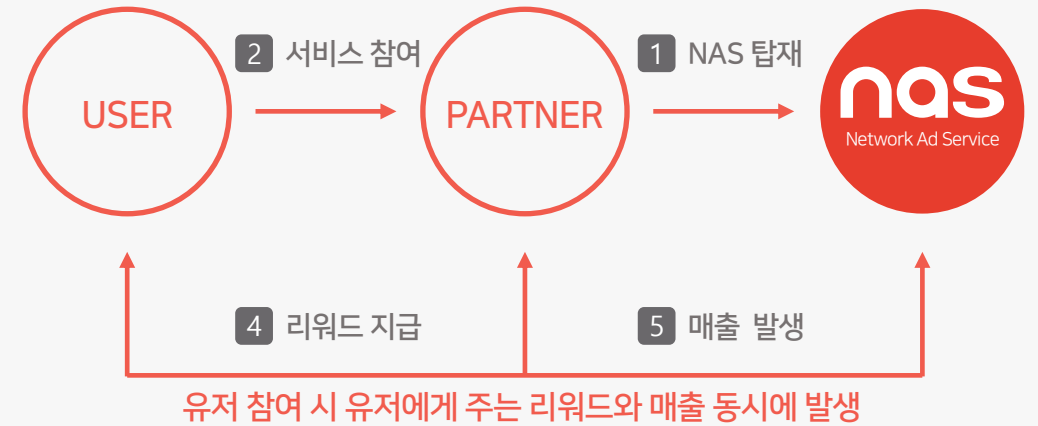 2 서비스 참여
1 NAS 탑재
USER
PARTNER
nas
Network Ad Service
4 리워드 지급
5 매출 발생
유저 참여 시 유저에게 주는 리워드와 매출 동시에 발생